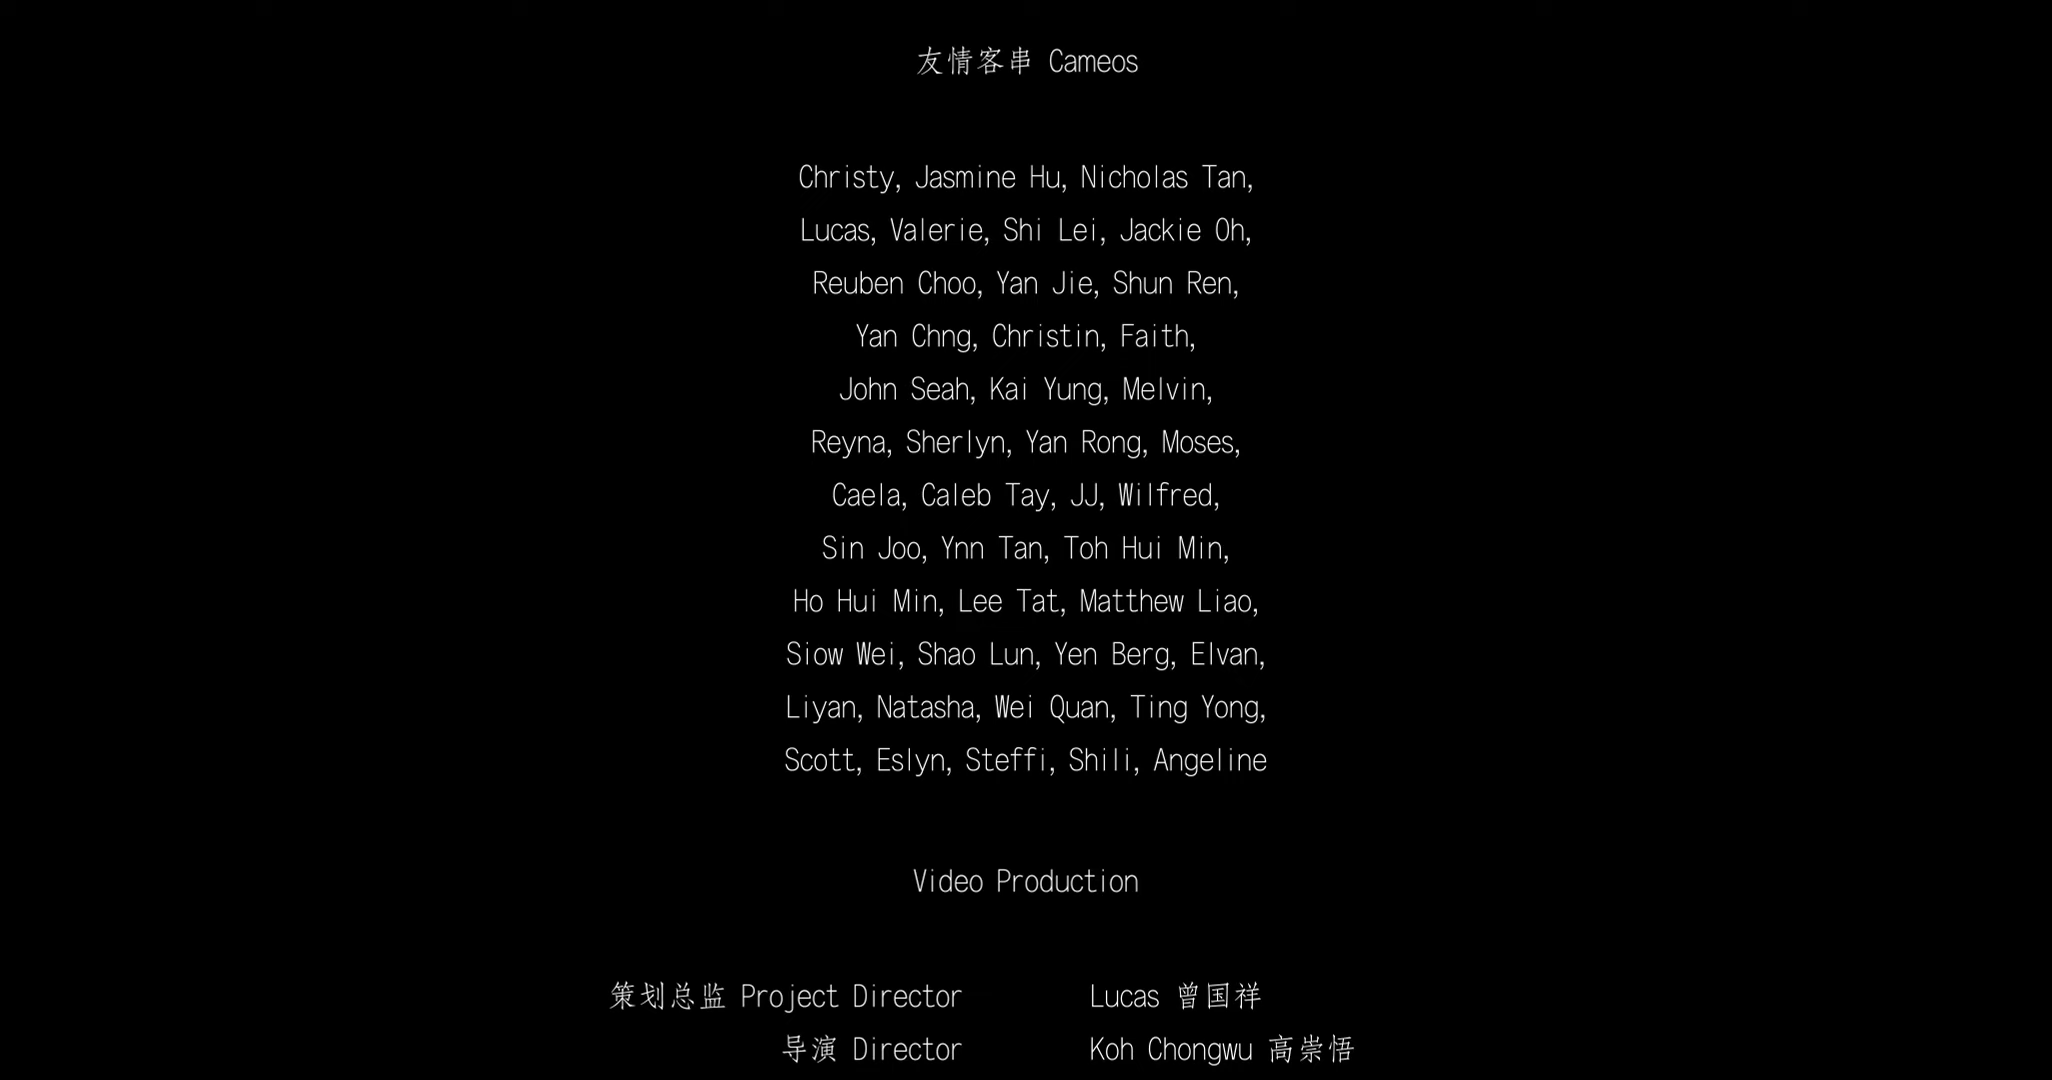 友情客串 Cameos
Christy, Jasmine Hu, Nicholas Tan,
Lucas, Valerie, Shi Lei, Jackie Oh,
Reuben Choo, Yan Jie, Shun Ren,
Yan Chng, Christin, Faith,
John Seah, Kai Yung, Melvin,
Reyna, Sherlyn, Yan Rong, Moses,
Caela, Caleb Tay, JJ, Wilfred,
Sin Joo, Ynn Tan, Toh Hui Min,
Ho Hui Min, Lee Tat, Matthew Liao,
Siow Wei, Shao Lun, Yen Berg, Elvan,
Liyan, Natasha, Wei Quan, Ting Yong,
Scott, Eslyn, Steffi, Shili, Angeline
Video Production
策划总监 Project Director Lucas 曾国祥
导演 Director Koh Chongwu 高崇悟